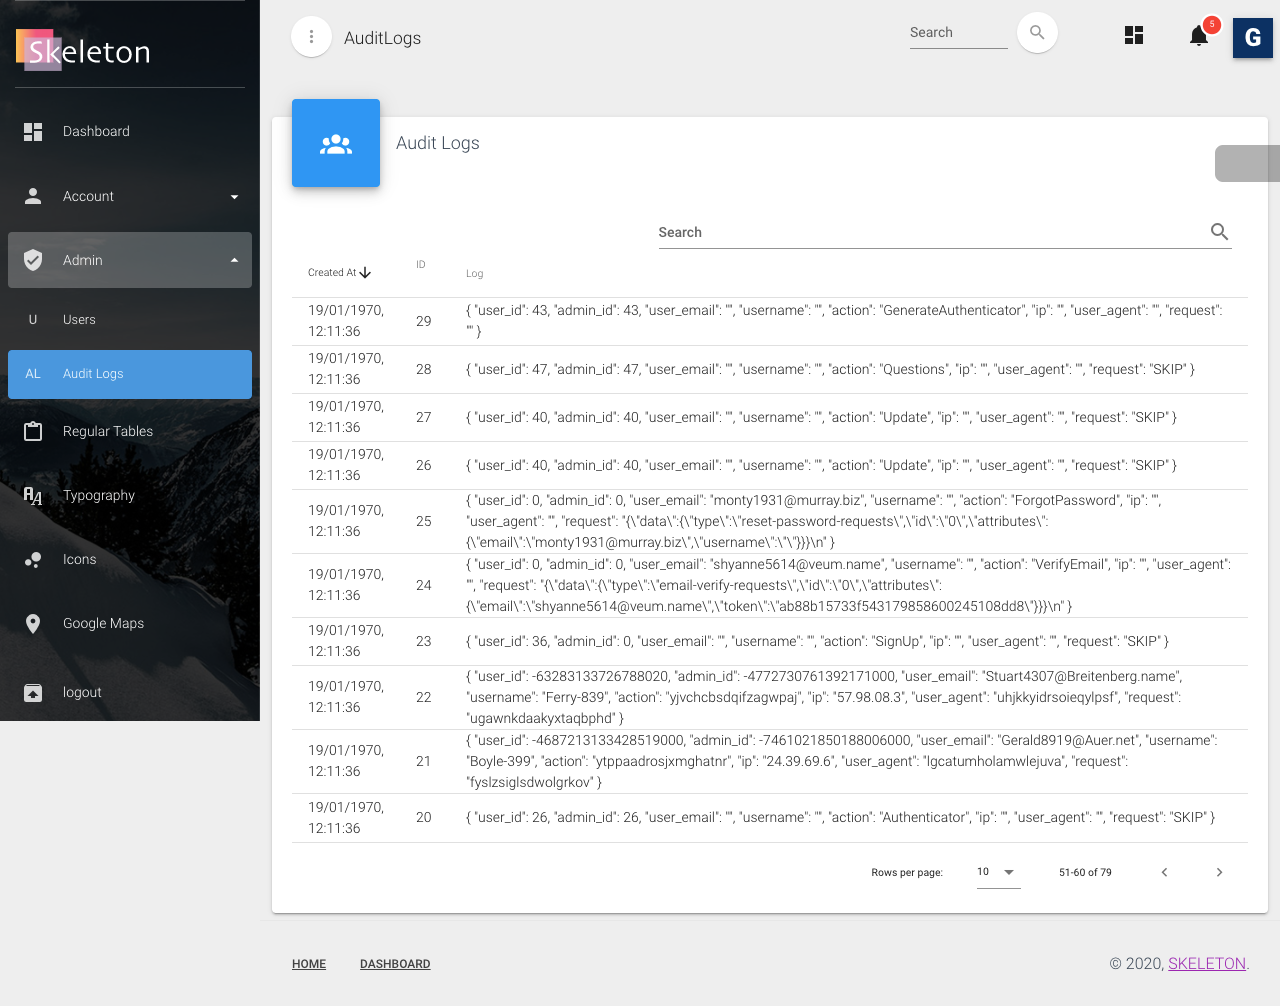 Skeleton
Dashboard
Account
Admin
U Users
AL Audit Logs
Regular Tables
Typography
Icons
Google Maps
logout
AuditLogs
Search
5
G
Audit Logs
Search
Created At ID Log
19/01/1970,
12:11:36
29
{ "user_id": 43, "admin_id": 43, "user_email": "", "username": "", "action": "GenerateAuthenticator", "ip": "", "user_agent": "", "request":
"" }
19/01/1970,
12:11:36
28
{ "user_id": 47, "admin_id": 47, "user_email": "", "username": "", "action": "Questions", "ip": "", "user_agent": "", "request": "SKIP" }
19/01/1970,
12:11:36
27
{ "user_id": 40, "admin_id": 40, "user_email": "", "username": "", "action": "Update", "ip": "", "user_agent": "", "request": "SKIP" }
19/01/1970,
12:11:36
26
{ "user_id": 40, "admin_id": 40, "user_email": "", "username": "", "action": "Update", "ip": "", "user_agent": "", "request": "SKIP" }
19/01/1970,
12:11:36
25
{ "user_id": 0, "admin_id": 0, "user_email": "monty1931@murray.biz", "username": "", "action": "ForgotPassword", "ip": "",
"user_agent": "", "request": "{\"data\":{\"type\":\"reset-password-requests\",\"id\":\"0\",\"attributes\":
{\"email\":\"monty1931@murray.biz\",\"username\":\"\"}}}\n" }
19/01/1970,
12:11:36
24
{ "user_id": 0, "admin_id": 0, "user_email": "shyanne5614@veum.name", "username": "", "action": "VerifyEmail", "ip": "", "user_agent":
"", "request": "{\"data\":{\"type\":\"email-verify-requests\",\"id\":\"0\",\"attributes\":
{\"email\":\"shyanne5614@veum.name\",\"token\":\"ab88b15733f543179858600245108dd8\"}}}\n" }
19/01/1970,
12:11:36
23
{ "user_id": 36, "admin_id": 0, "user_email": "", "username": "", "action": "SignUp", "ip": "", "user_agent": "", "request": "SKIP" }
19/01/1970,
12:11:36
22
{ "user_id": -63283133726788020, "admin_id": -4772730761392171000, "user_email": "Stuart4307@Breitenberg.name",
"username": "Ferry-839", "action": "yjvchcbsdqifzagwpaj", "ip": "57.98.08.3", "user_agent": "uhjkkyidrsoieqylpsf", "request":
"ugawnkdaakyxtaqbphd" }
19/01/1970,
12:11:36
21
{ "user_id": -4687213133428519000, "admin_id": -7461021850188006000, "user_email": "Gerald8919@Auer.net", "username":
"Boyle-399", "action": "ytppaadrosjxmghatnr", "ip": "24.39.69.6", "user_agent": "lgcatumholamwlejuva", "request":
"fyslzsiglsdwolgrkov" }
19/01/1970,
12:11:36
20
{ "user_id": 26, "admin_id": 26, "user_email": "", "username": "", "action": "Authenticator", "ip": "", "user_agent": "", "request": "SKIP" }
Rows per page: 10 51-60 of 79
HOME DASHBOARD © 2020, SKELETON.